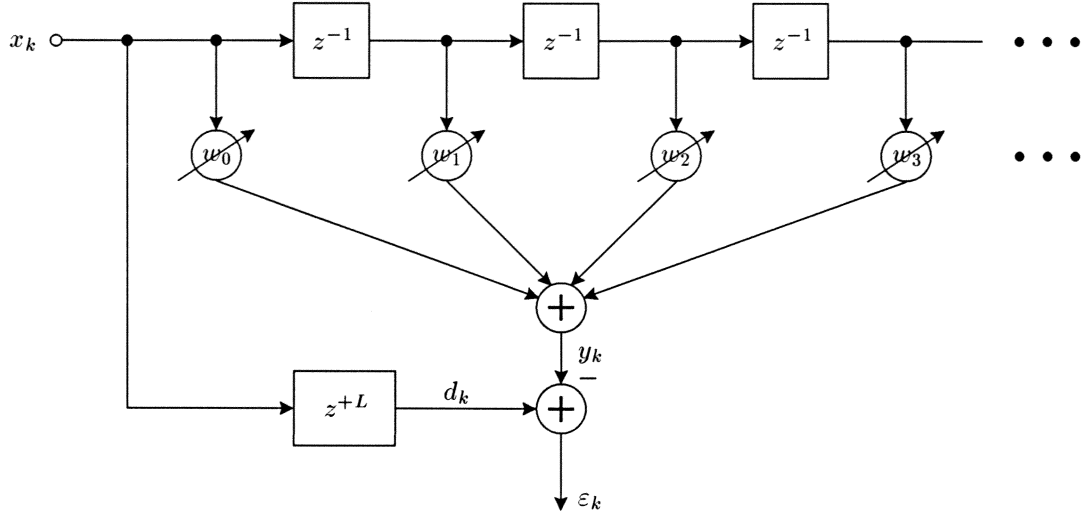 x_k z^{-1} z^{-1} z^{-1} • • •
w_0 w_1 w_2 w_3 • • •
+
y_k
−
z^{+L} d_k +
ε_k